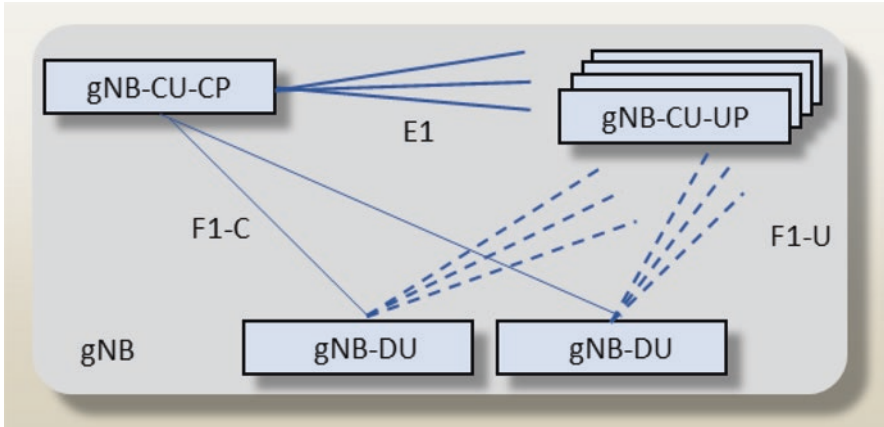 gNB-CU-CP
gNB-CU-UP
E1
F1-C
F1-U
gNB
gNB-DU
gNB-DU